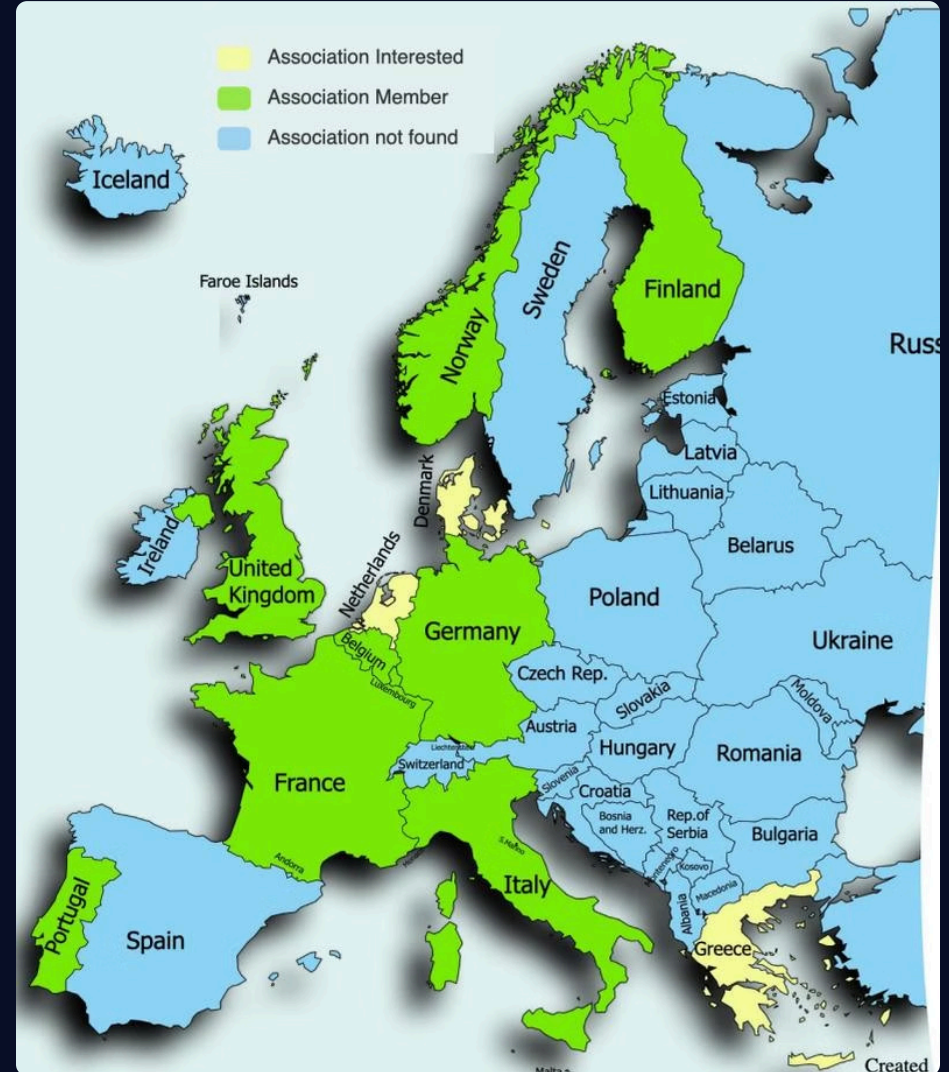 Association Interested
Association Member
Association not found
Iceland
Faroe Islands
Sweden
Finland
Norway
Russ
Estonia
Latvia
Denmark
Lithuania
Ireland
United
Kingdom
Netherlands
Belarus
Poland
Belgium
Germany
Ukraine
Luxembourg
Czech Rep.
Slovakia
Moldova
Austria
Liechtenstein
Switzerland
Hungary
Romania
France
Slovenia
Croatia
Bosnia
and Herz.
Rep.of
Serbia
Bulgaria
S.Marino
Andorra
Kosovo
Macedonia
Albania
Italy
Portugal
Spain
Greece
Created